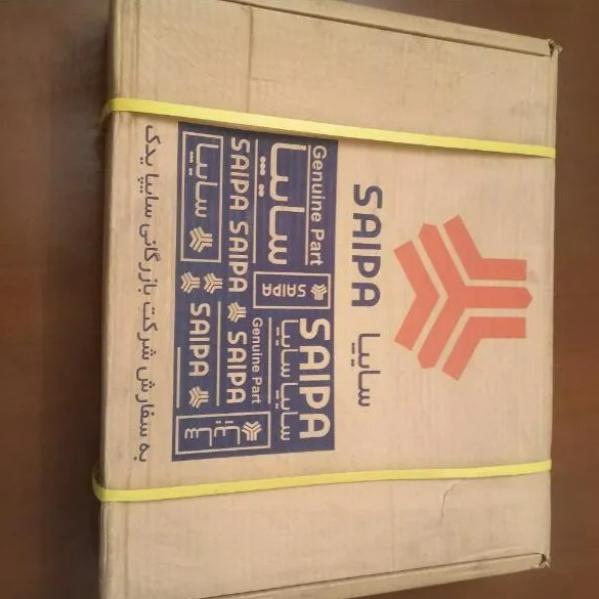 SAIPA سایپا
Genuine Part
سایپا
SAIPA
SAIPA SAIPA
سایپا
SAIPA
سایپا سایپا
Genuine Part
SAIPA
SAIPA
سایپا
به سفارش شرکت بازرگانی سایپا یدک